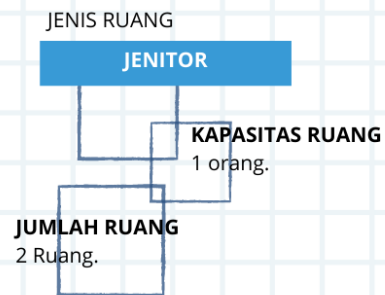 JENIS RUANG
JENITOR
KAPASITAS RUANG
1 orang.
JUMLAH RUANG
2 Ruang.